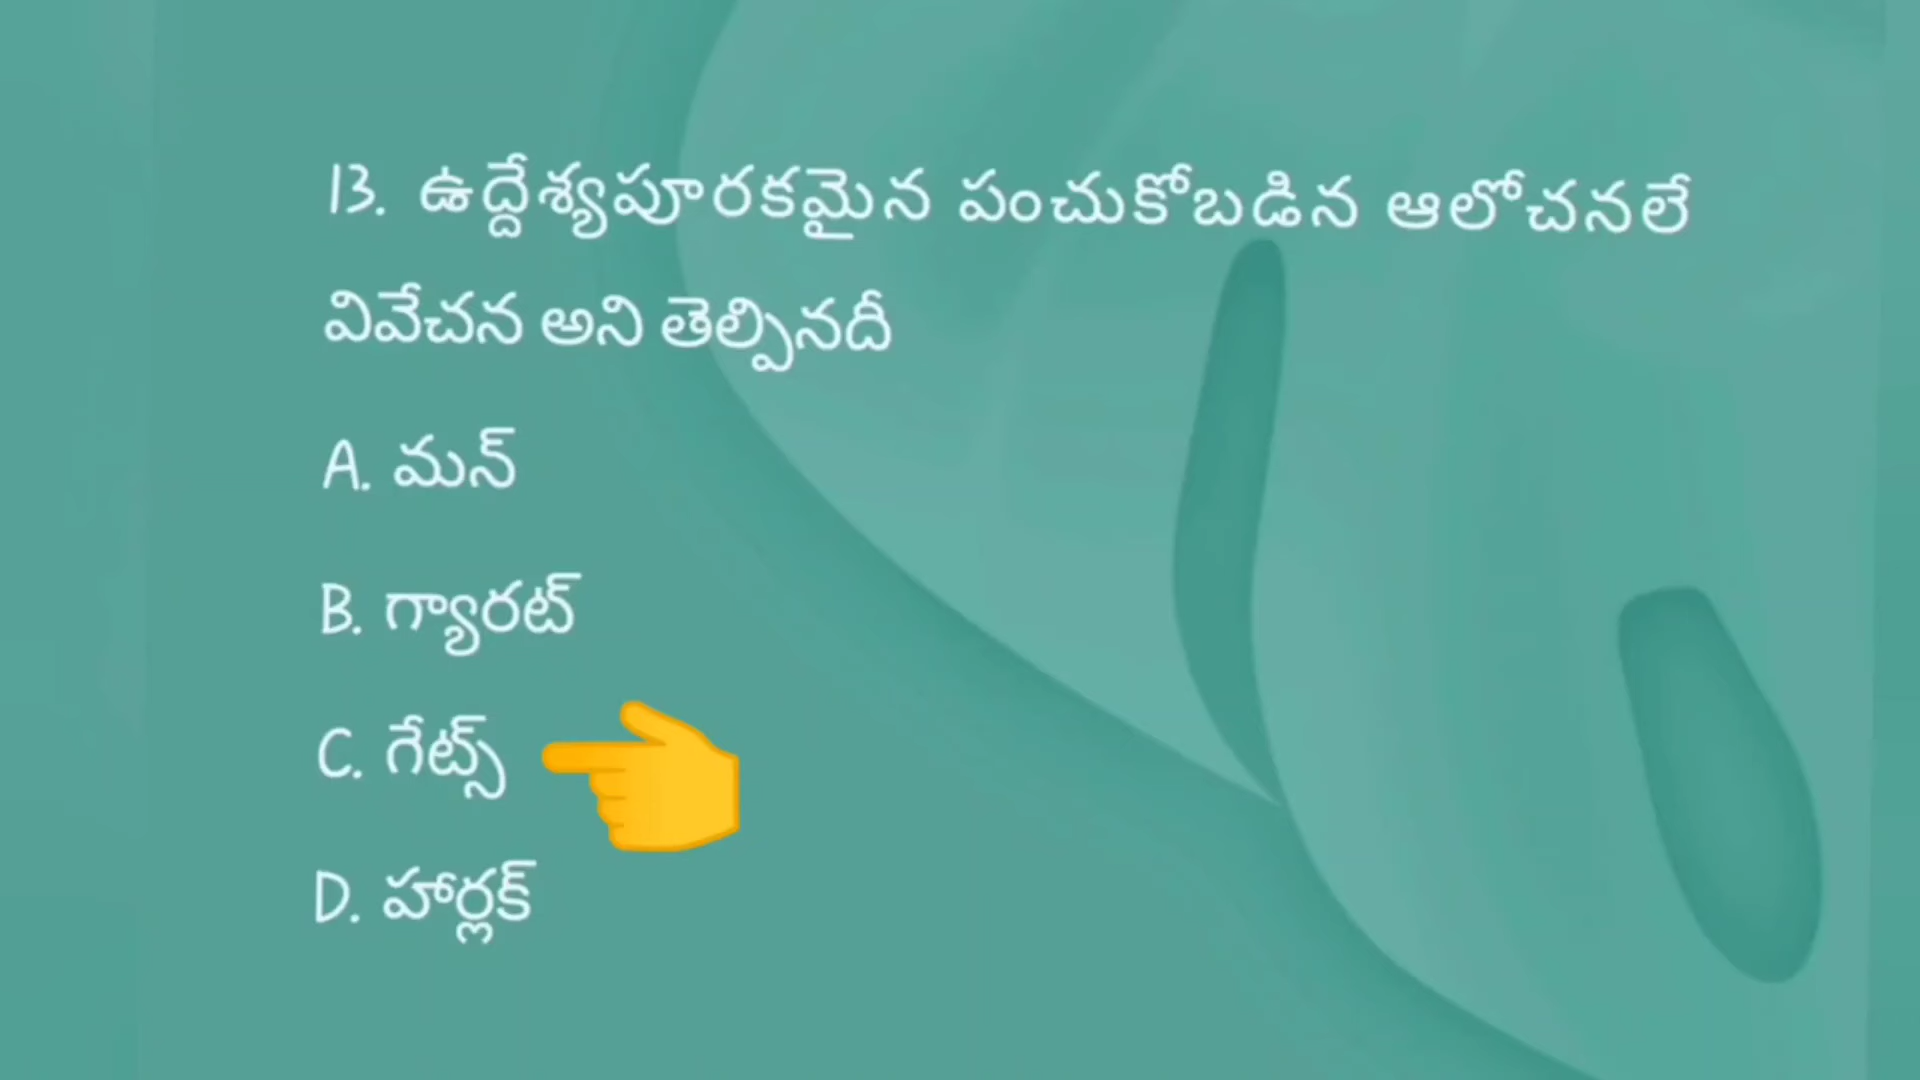 13. ఉద్దేశ్యపూరకమైన పంచుకోబడిన ఆలోచనలే
వివేచన అని తెల్పినదీ
A. మన్
B. గ్యారట్
C. గేట్స్
D. హార్లక్